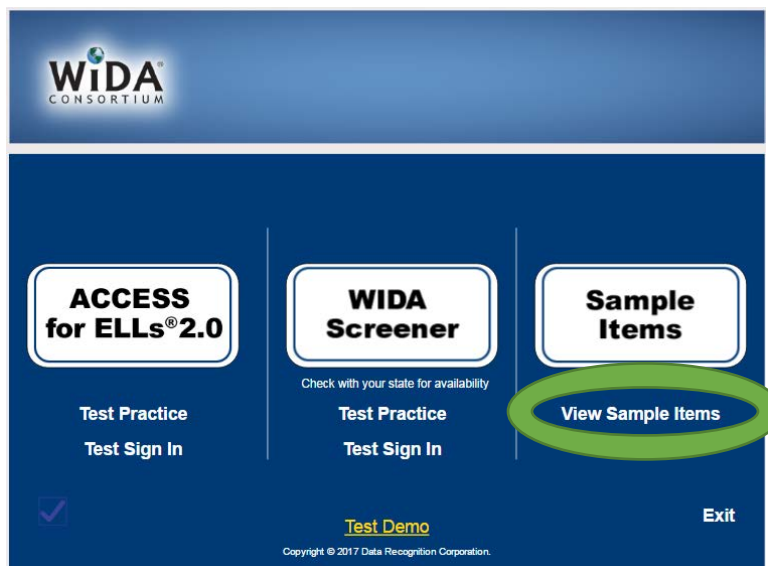 WiDA
CONSORTIUM
ACCESS
for ELLs®2.0
Test Practice
Test Sign In
WIDA
Screener
Check with your state for availability
Test Practice
Test Sign In
Sample
Items
View Sample Items
Test Demo
Exit
Copyright © 2017 Data Recognition Corporation.